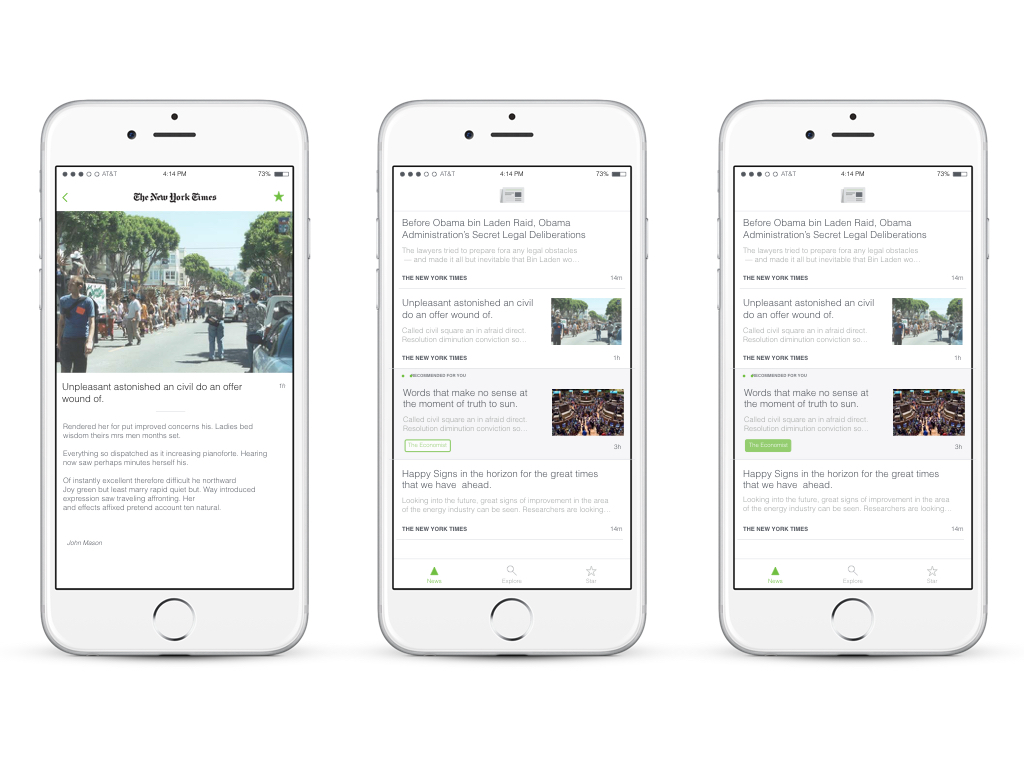 AT&T 4:14 PM 73%
The New York Times
Unpleasant astonished an civil do an offer 1h
wound of.
Rendered her for put improved concerns his. Ladies bed
wisdom theirs mrs men months set.
Everything so dispatched as it increasing pianoforte. Hearing
now saw perhaps minutes herself his.
Of instantly excellent therefore difficult he northward
Joy green but least marry rapid quiet but. Way introduced
expression saw traveling affronting. Her
and effects affixed pretend account ten natural.
John Mason
AT&T 4:14 PM 73%
Before Obama bin Laden Raid, Obama
Administration's Secret Legal Deliberations
The lawyers tried to prepare fora any legal obstacles
— and made it all but inevitable that Bin Laden wo...
THE NEW YORK TIMES 14m
Unpleasant astonished an civil
do an offer wound of.
Called civil square an in afraid direct.
Resolution diminution conviction so...
THE NEW YORK TIMES 1h
RECOMMENDED FOR YOU
Words that make no sense at
the moment of truth to sun.
Called civil square an in afraid direct.
Resolution diminution conviction so...
The Economist 3h
Happy Signs in the horizon for the great times
that we have ahead.
Looking into the future, great signs of improvement in the area
of the energy industry can be seen. Researchers are looking...
THE NEW YORK TIMES 14m
News Explore Star
AT&T 4:14 PM 73%
Before Obama bin Laden Raid, Obama
Administration's Secret Legal Deliberations
The lawyers tried to prepare fora any legal obstacles
— and made it all but inevitable that Bin Laden wo...
THE NEW YORK TIMES 14m
Unpleasant astonished an civil
do an offer wound of.
Called civil square an in afraid direct.
Resolution diminution conviction so...
THE NEW YORK TIMES 1h
RECOMMENDED FOR YOU
Words that make no sense at
the moment of truth to sun.
Called civil square an in afraid direct.
Resolution diminution conviction so...
The Economist 3h
Happy Signs in the horizon for the great times
that we have ahead.
Looking into the future, great signs of improvement in the area
of the energy industry can be seen. Researchers are looking...
THE NEW YORK TIMES 14m
News Explore Star